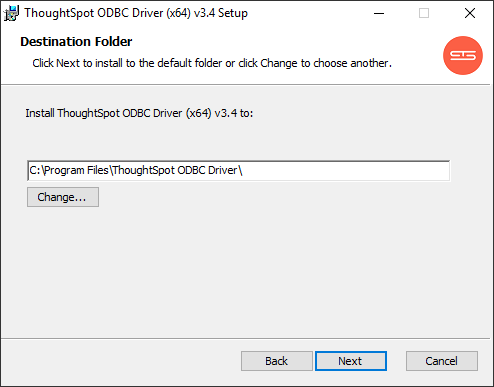 ThoughtSpot ODBC Driver (x64) v3.4 Setup
Destination Folder
Click Next to install to the default folder or click Change to choose another.
Install ThoughtSpot ODBC Driver (x64) v3.4 to:
C:\Program Files\ThoughtSpot ODBC Driver\
Change...
Back
Next
Cancel